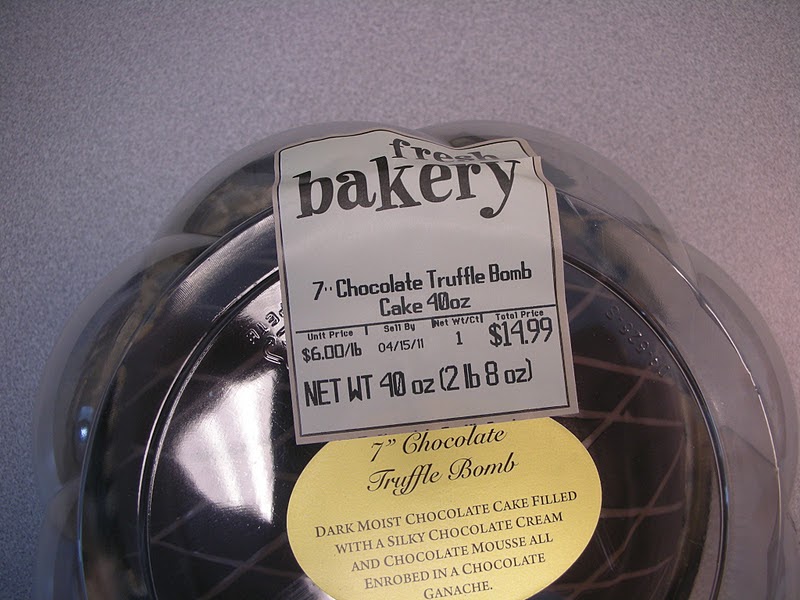 fresh
bakery
7" Chocolate Truffle Bomb
Cake 40oz
Unit Price Sell By Net Wt/Ct Total Price
$6.00/lb 04/15/11 1 $14.99
NET WT 40 oz (2 lb 8 oz)
7" Chocolate
Truffle Bomb
DARK MOIST CHOCOLATE CAKE FILLED
WITH A SILKY CHOCOLATE CREAM
AND CHOCOLATE MOUSSE ALL
ENROBED IN A CHOCOLATE
GANACHE.